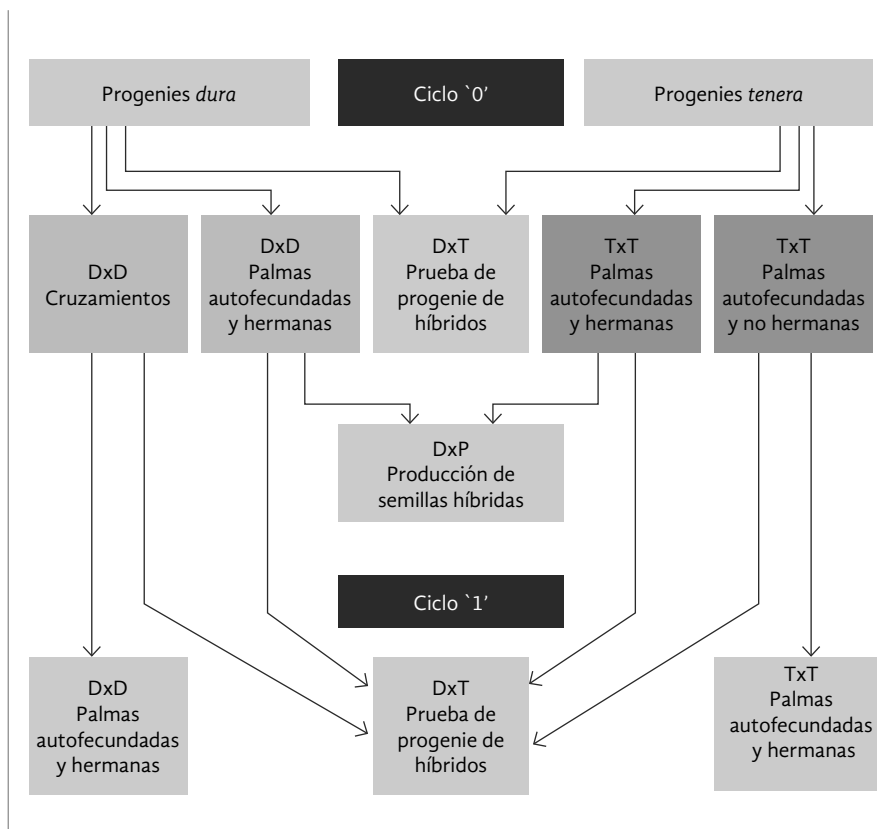 Progenies dura
Ciclo `0’
Progenies tenera
DxD
Cruzamientos
DxD
Palmas
autofecundadas
y hermanas
DxT
Prueba de
progenie de
híbridos
TxT
Palmas
autofecundadas
y hermanas
TxT
Palmas
autofecundadas
y no hermanas
DxP
Producción de
semillas híbridas
Ciclo `1’
DxD
Palmas
autofecundadas
y hermanas
DxT
Prueba de
progenie de
híbridos
TxT
Palmas
autofecundadas
y hermanas